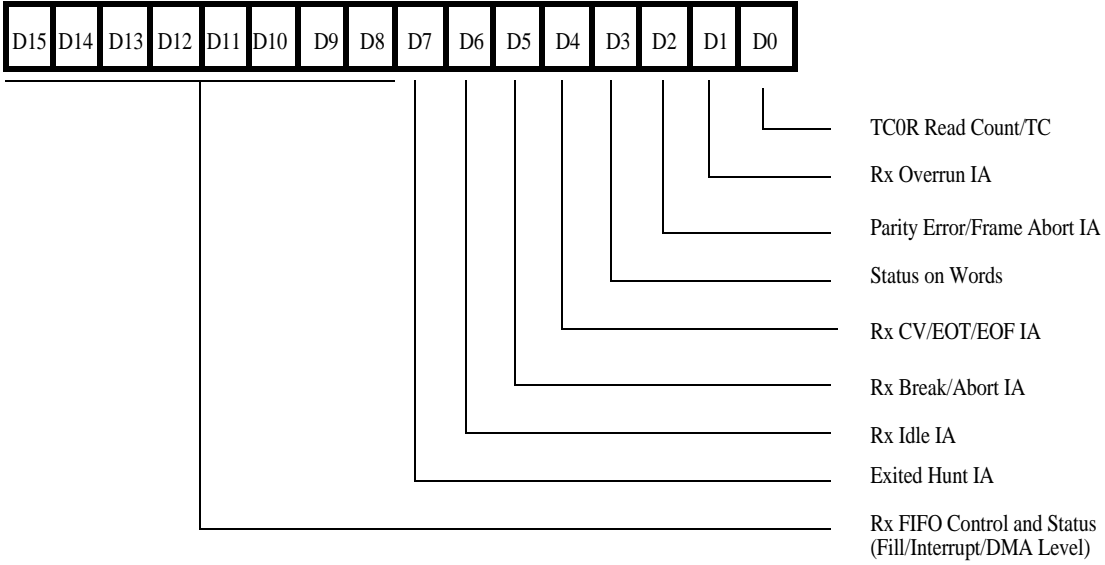 D15 D14 D13 D12 D11 D10 D9 D8 D7 D6 D5 D4 D3 D2 D1 D0
TC0R Read Count/TC
Rx Overrun IA
Parity Error/Frame Abort IA
Status on Words
Rx CV/EOT/EOF IA
Rx Break/Abort IA
Rx Idle IA
Exited Hunt IA
Rx FIFO Control and Status
(Fill/Interrupt/DMA Level)